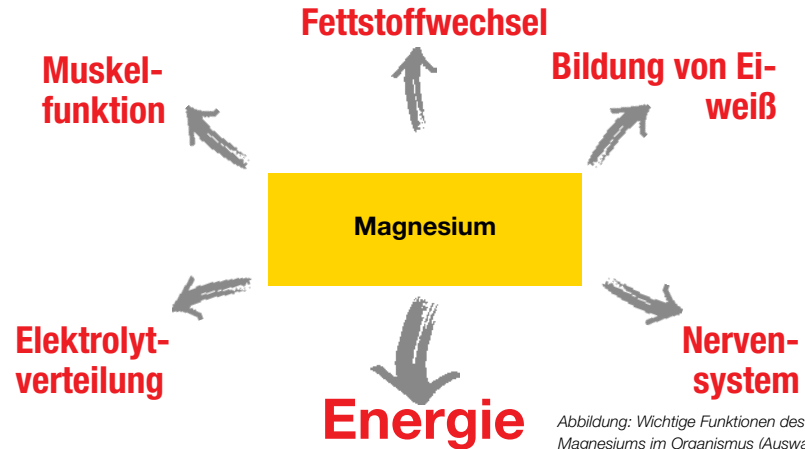 Fettstoffwechsel
Muskel-
funktion
Bildung von Ei-
weiß
Magnesium
Elektrolyt-
verteilung
Nerven-
system
Energie
Abbildung: Wichtige Funktionen des
Magnesiums im Organismus